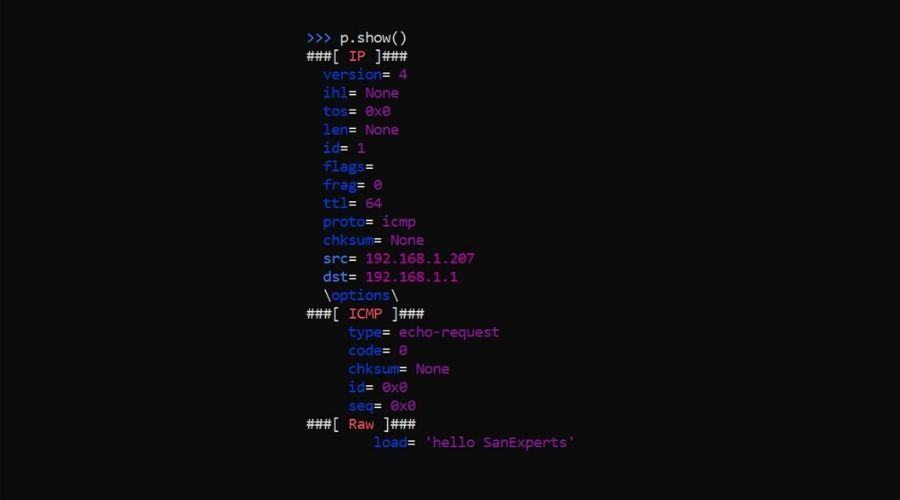 >>> p.show()
###[ IP ]###
version= 4
ihl= None
tos= 0x0
len= None
id= 1
flags=
frag= 0
ttl= 64
proto= icmp
chksum= None
src= 192.168.1.207
dst= 192.168.1.1
\options\
###[ ICMP ]###
type= echo-request
code= 0
chksum= None
id= 0x0
seq= 0x0
###[ Raw ]###
load= 'hello SanExperts'